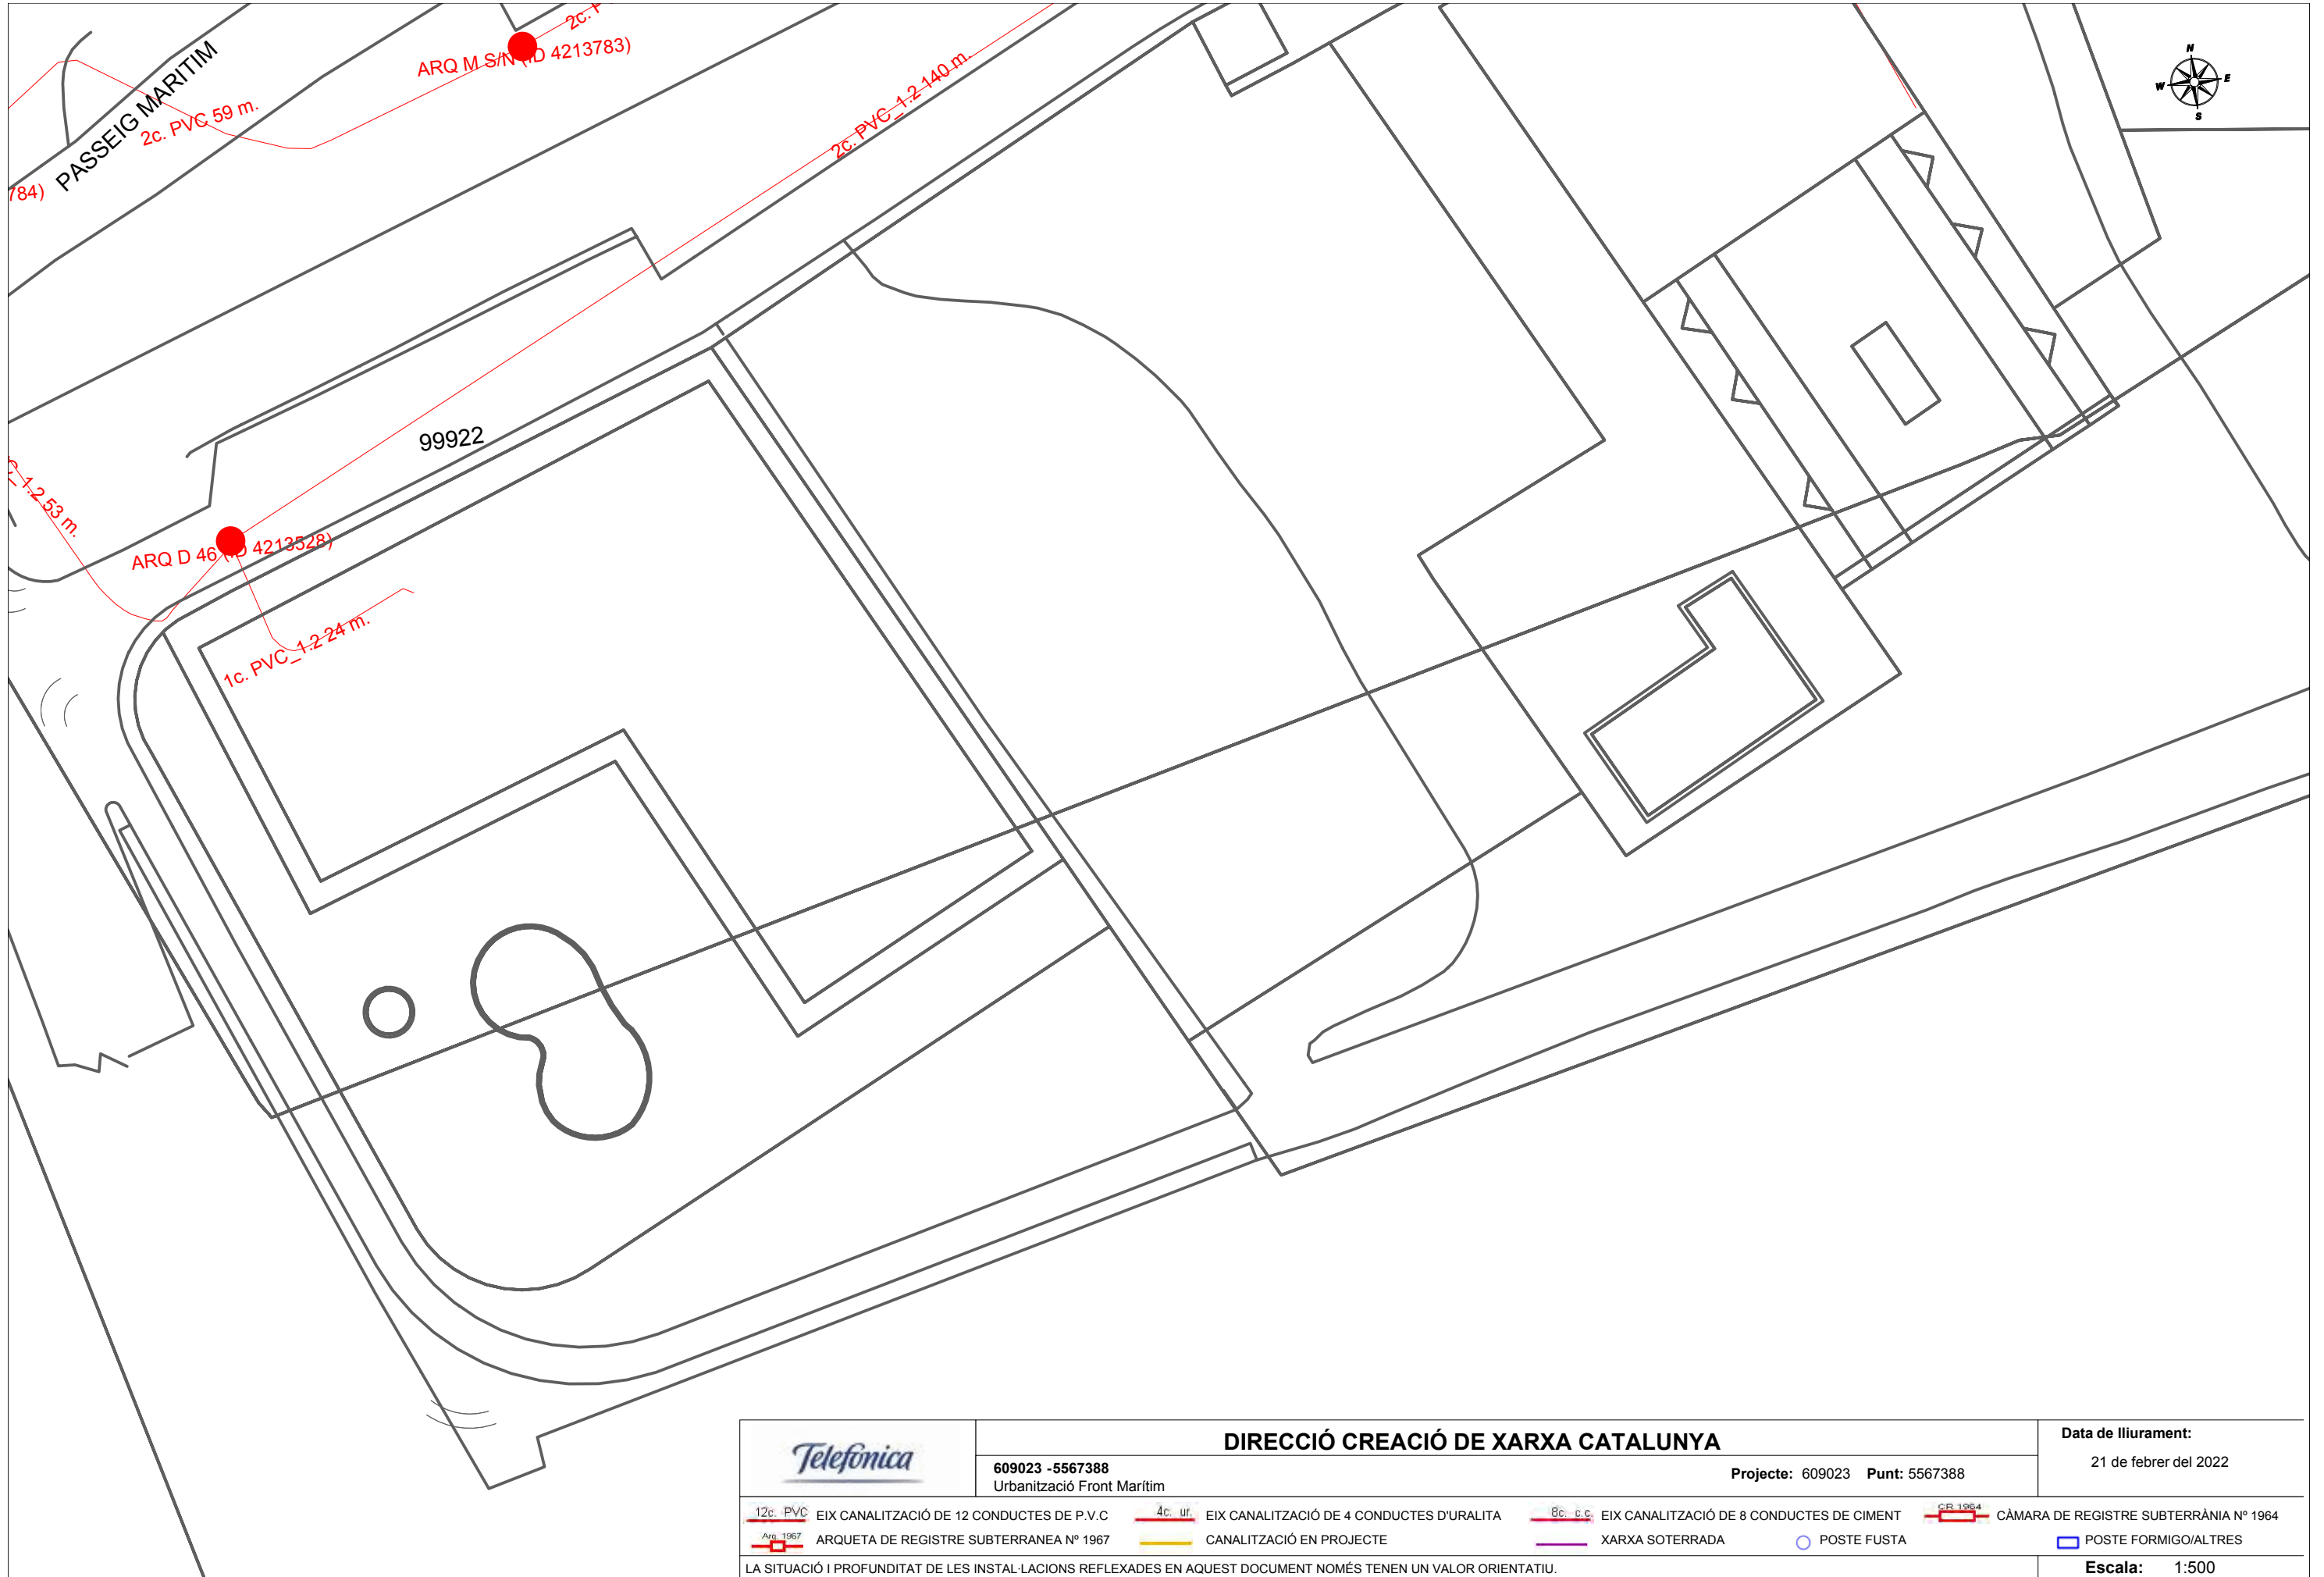 2c. P
ARQ M S/N (ID 4213783)
PASSEIG MARITIM
2c. PVC 59 m.
2c. PVC_1.2 140 m.
N
W E
S
784)
99922
C_1.2 53 m.
ARQ D 46 (ID 4213528)
1c. PVC_1.2 24 m.
Telefónica
DIRECCIÓ CREACIÓ DE XARXA CATALUNYA
Data de lliurament:
21 de febrer del 2022
609023 -5567388
Urbanització Front Marítim
Projecte: 609023 Punt: 5567388
12c. PVC EIX CANALITZACIÓ DE 12 CONDUCTES DE P.V.C
4c. ur. EIX CANALITZACIÓ DE 4 CONDUCTES D'URALITA
8c. c.c. EIX CANALITZACIÓ DE 8 CONDUCTES DE CIMENT
CR 1964 CÀMARA DE REGISTRE SUBTERRÀNIA Nº 1964
Arq. 1967 ARQUETA DE REGISTRE SUBTERRANEA Nº 1967
CANALITZACIÓ EN PROJECTE
XARXA SOTERRADA
POSTE FUSTA
POSTE FORMIGO/ALTRES
LA SITUACIÓ I PROFUNDITAT DE LES INSTAL·LACIONS REFLEXADES EN AQUEST DOCUMENT NOMÉS TENEN UN VALOR ORIENTATIU.
Escala: 1:500